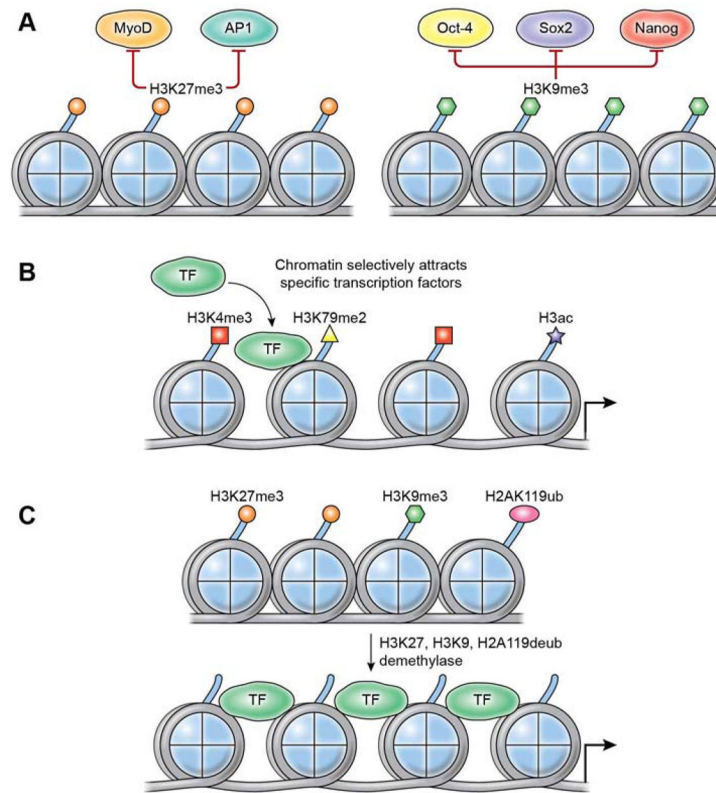 A
MyoD
AP1
Oct-4
Sox2
Nanog
H3K27me3
H3K9me3
B
TF
Chromatin selectively attracts
specific transcription factors
H3K4me3
TF
H3K79me2
H3ac
C
H3K27me3
H3K9me3
H2AK119ub
H3K27, H3K9, H2A119deub
demethylase
TF
TF
TF